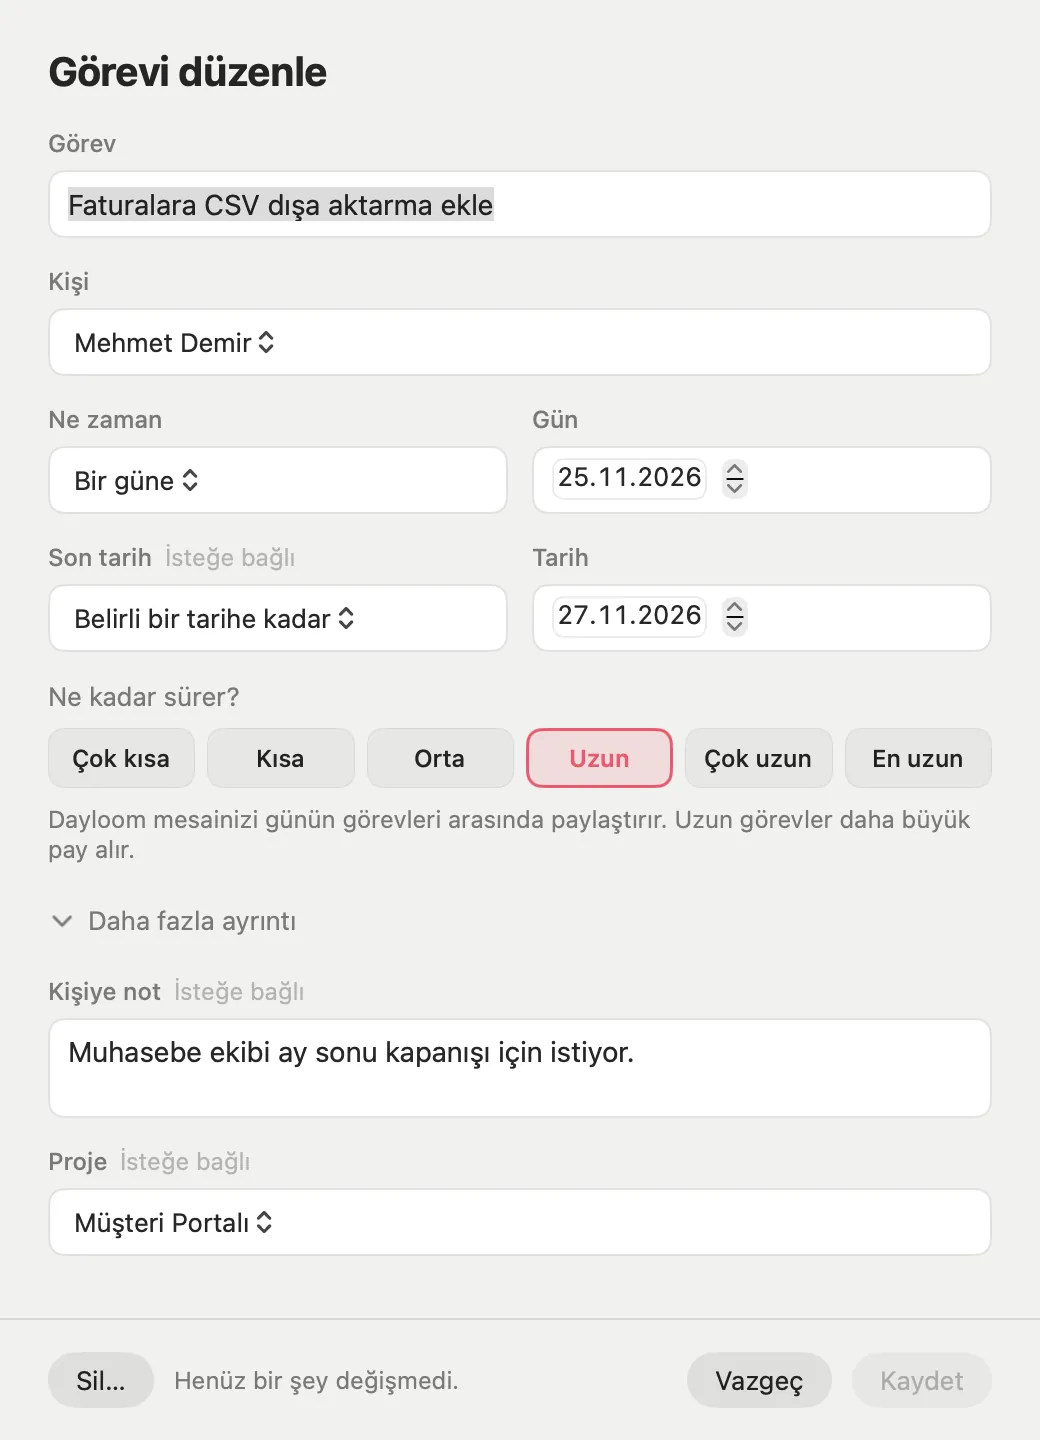 Görevi düzenle
Görev
Faturalara CSV dışa aktarma ekle
Kişi
Mehmet Demir
Ne zaman
Gün
Bir güne
25.11.2026
Son tarih İsteğe bağlı
Tarih
Belirli bir tarihe kadar
27.11.2026
Ne kadar sürer?
Çok kısa
Kısa
Orta
Uzun
Çok uzun
En uzun
Dayloom mesainizi günün görevleri arasında paylaştırır. Uzun görevler daha büyük
pay alır.
Daha fazla ayrıntı
Kişiye not İsteğe bağlı
Muhasebe ekibi ay sonu kapanışı için istiyor.
Proje İsteğe bağlı
Müşteri Portalı
Sil...
Henüz bir şey değişmedi.
Vazgeç
Kaydet